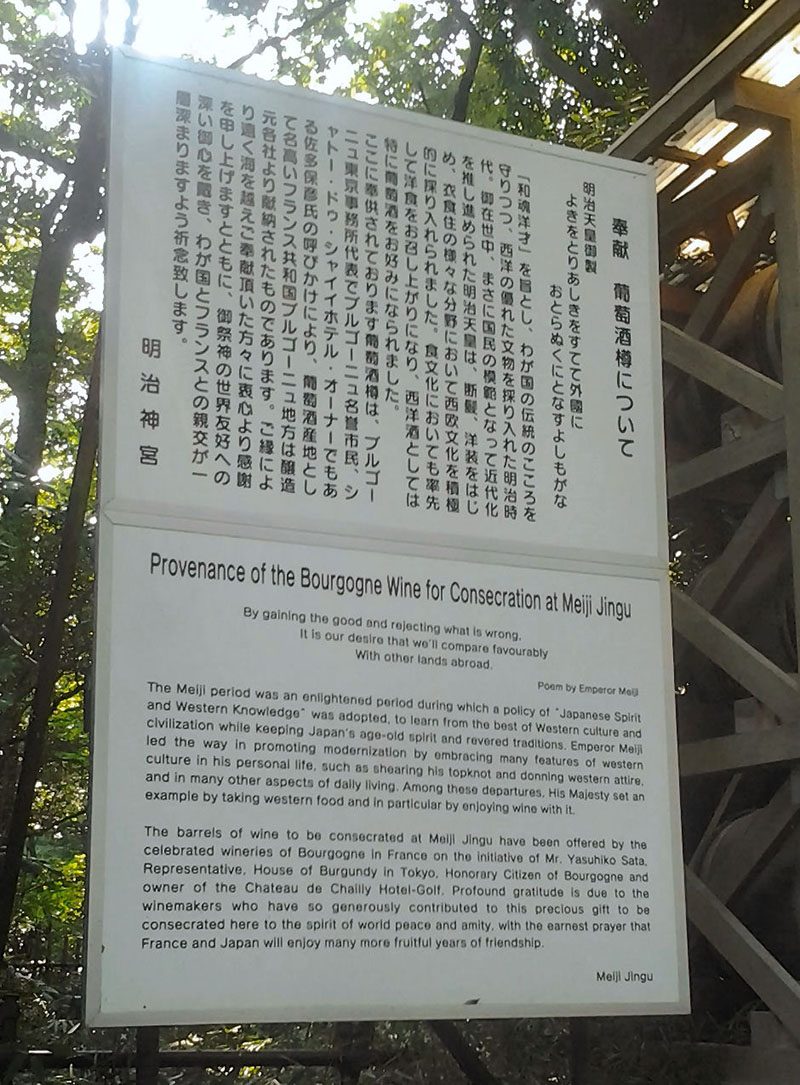 奉献　葡萄酒樽について
明治天皇御製
よきをとりあしきをすてて外國に
おとらぬくにとなすよしもがな
「和魂洋才」を旨とし、わが国の伝統のこころを
守りつつ、西洋の優れた文物を採り入れた明治時
代。御在世中、まさに国民の模範となって近代化
を推し進められた明治天皇は、断髪、洋装をはじ
め、衣食住の様々な分野において西欧文化を積極
的に採り入れられました。食文化においても率先
して洋食をお召し上がりになり、西洋酒としては
特に葡萄酒をお好みになられました。
ここに奉供されております葡萄酒樽は、ブルゴー
ニュ東京事務所代表でブルゴーニュ名誉市民、シ
ャトー・ドゥ・シャイイホテル・オーナーでもあ
る佐多保彦氏の呼びかけにより、葡萄酒産地とし
て名高いフランス共和国ブルゴーニュ地方は醸造
元各社より献納されたものであります。ご縁によ
り遠く海を越えご奉献頂いた方々に衷心より感謝
を申し上げますとともに、御祭神の世界友好への
深い御心を戴き、わが国とフランスとの親交が一
層深まりますよう祈念致します。
明治神宮
Provenance of the Bourgogne Wine for Consecration at Meiji Jingu
By gaining the good and rejecting what is wrong,
It is our desire that we'll compare favourably
With other lands abroad.
Poem by Emperor Meiji
The Meiji period was an enlightened period during which a policy of "Japanese Spirit
and Western Knowledge" was adopted, to learn from the best of Western culture and
civilization while keeping Japan's age-old spirit and revered traditions. Emperor Meiji
led the way in promoting modernization by embracing many features of western
culture in his personal life, such as shearing his topknot and donning western attire,
and in many other aspects of daily living. Among these departures, His Majesty set an
example by taking western food and in particular by enjoying wine with it.
The barrels of wine to be consecrated at Meiji Jingu have been offered by the
celebrated wineries of Bourgogne in France on the initiative of Mr. Yasuhiko Sata,
Representative, House of Burgundy in Tokyo, Honorary Citizen of Bourgogne and
owner of the Chateau de Chailly Hotel-Golf. Profound gratitude is due to the
winemakers who have so generously contributed to this precious gift to be
consecrated here to the spirit of world peace and amity, with the earnest prayer that
France and Japan will enjoy many more fruitful years of friendship.
Meiji Jingu